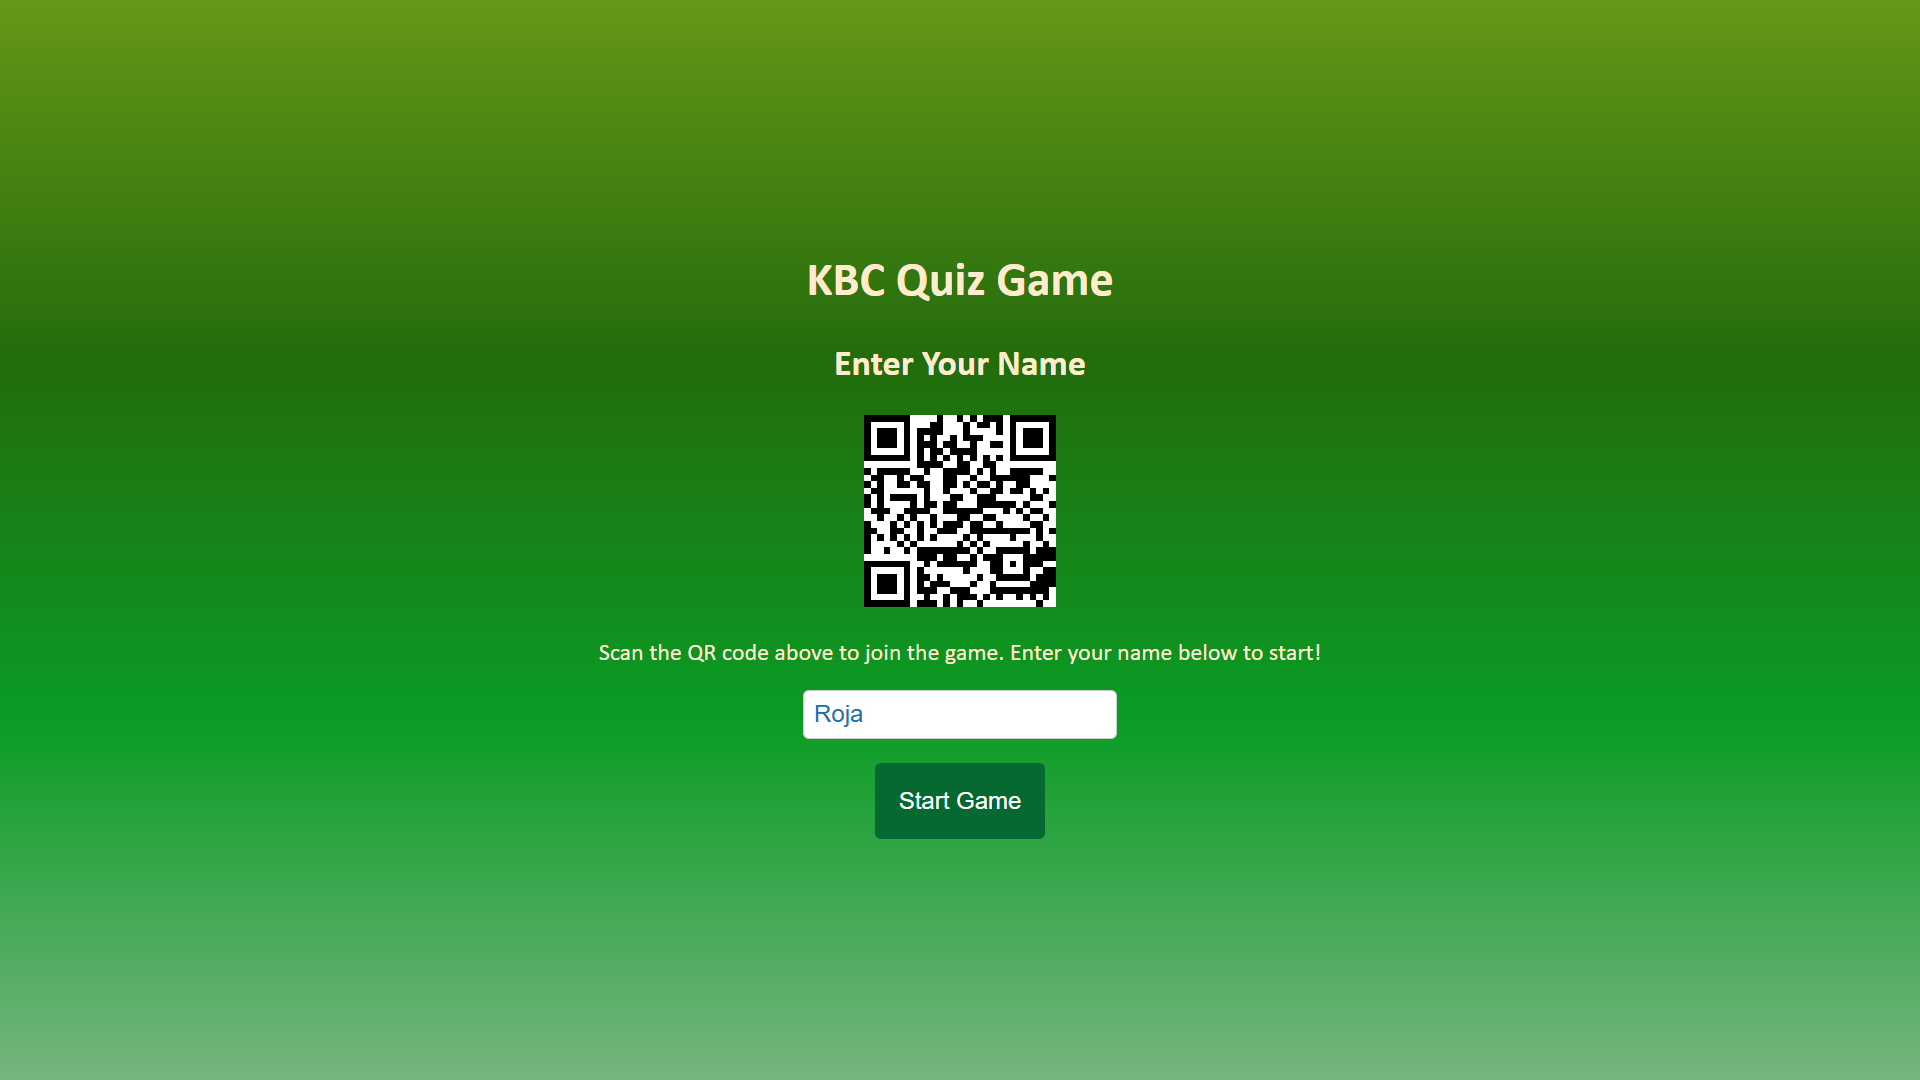 KBC Quiz Game
Enter Your Name
Scan the QR code above to join the game. Enter your name below to start!
Roja
Start Game